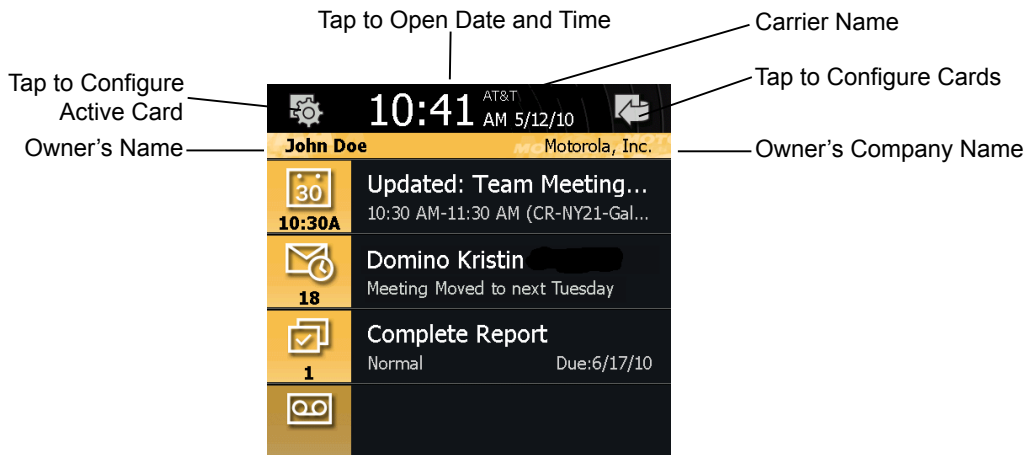 Tap to Open Date and Time
Carrier Name
Tap to Configure Cards
Tap to Configure
Active Card
Owner's Name
Owner's Company Name
10:41 AT&T
AM 5/12/10
John Doe Motorola, Inc.
30
10:30A
Updated: Team Meeting...
10:30 AM-11:30 AM (CR-NY21-Gal...
18
Domino Kristin
Meeting Moved to next Tuesday
1
Complete Report
Normal Due:6/17/10